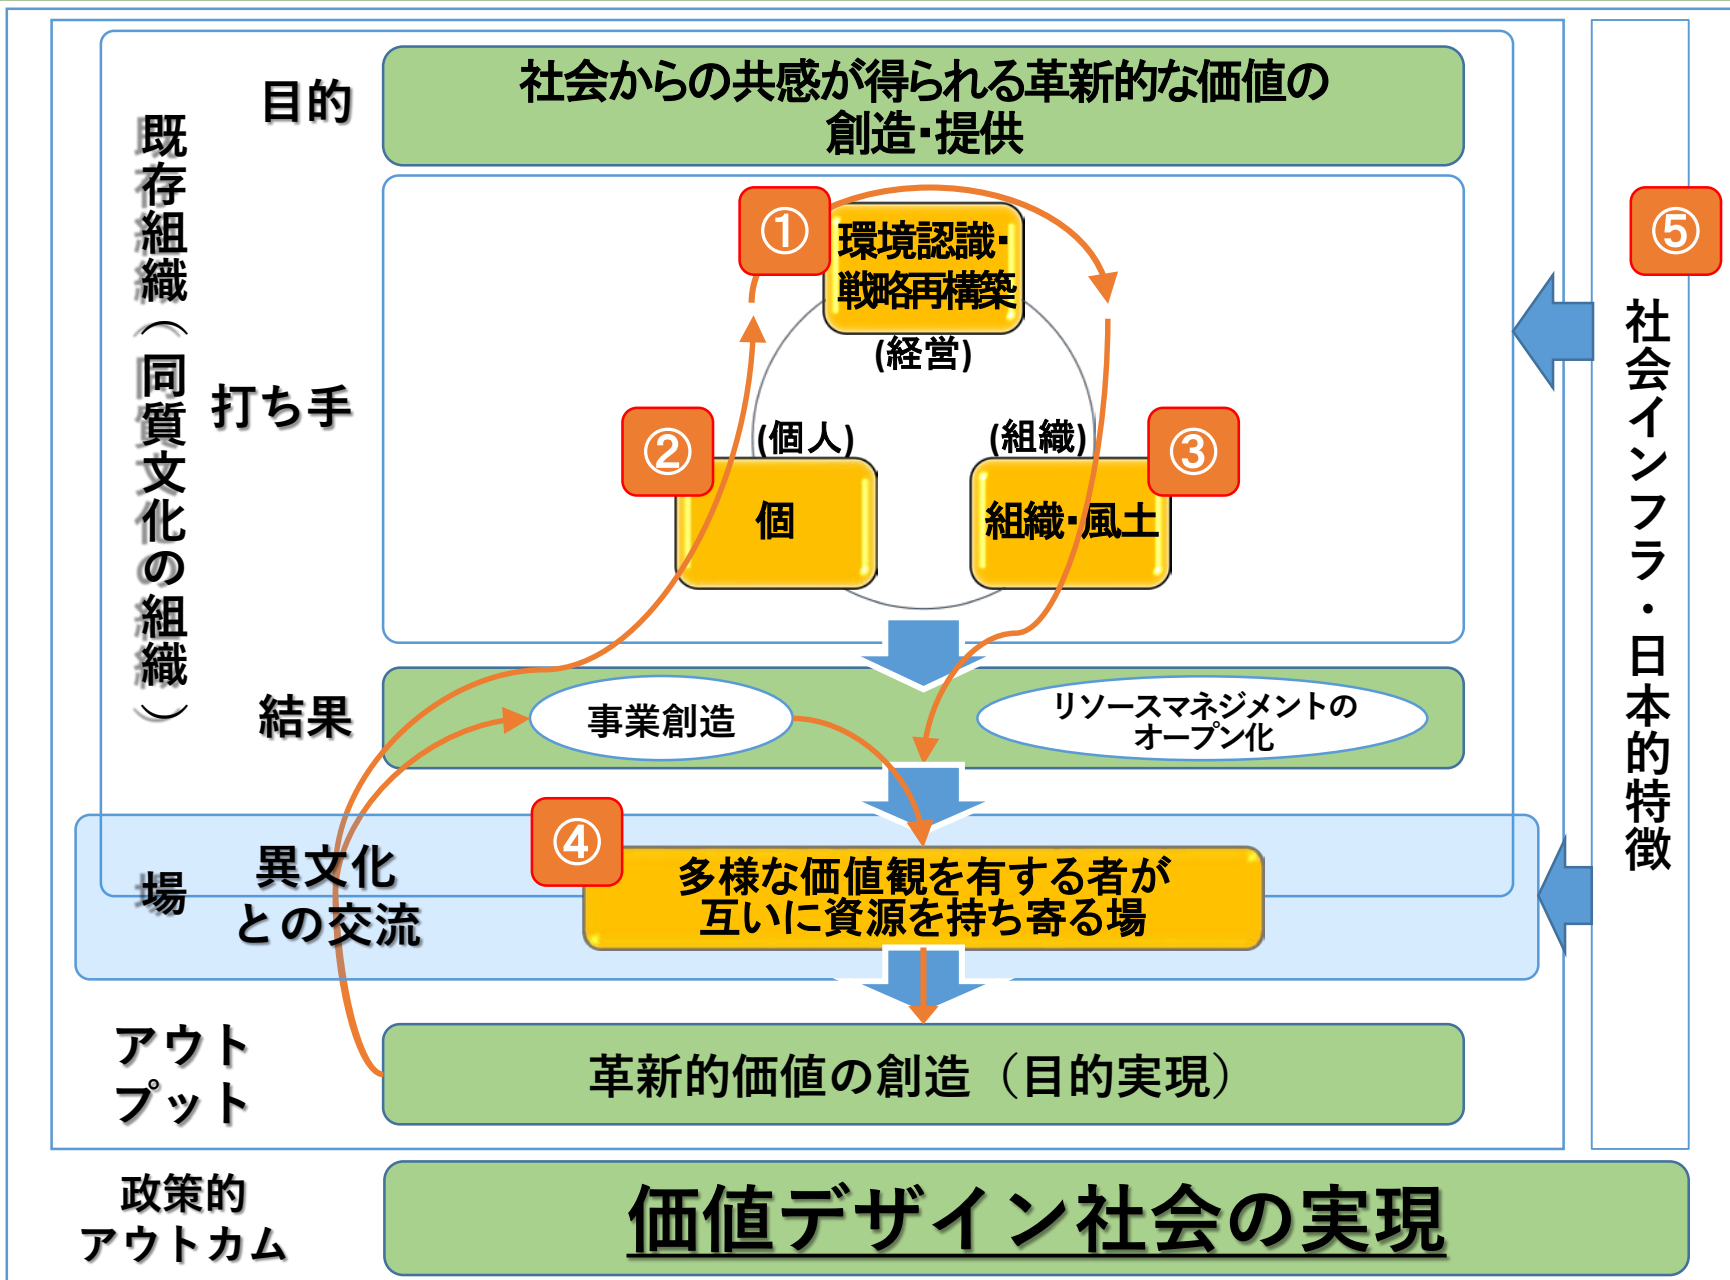 目的
社会からの共感が得られる革新的な価値の
創造・提供
既存組織（同質文化の組織）
打ち手
①
環境認識・
戦略再構築
(経営)
②
(個人)
個
③
(組織)
組織・風土
結果
事業創造
リソースマネジメントの
オープン化
場
異文化
との交流
④
多様な価値観を有する者が
互いに資源を持ち寄る場
アウト
プット
革新的価値の創造（目的実現）
⑤
社会インフラ・日本的特徴
政策的
アウトカム
価値デザイン社会の実現